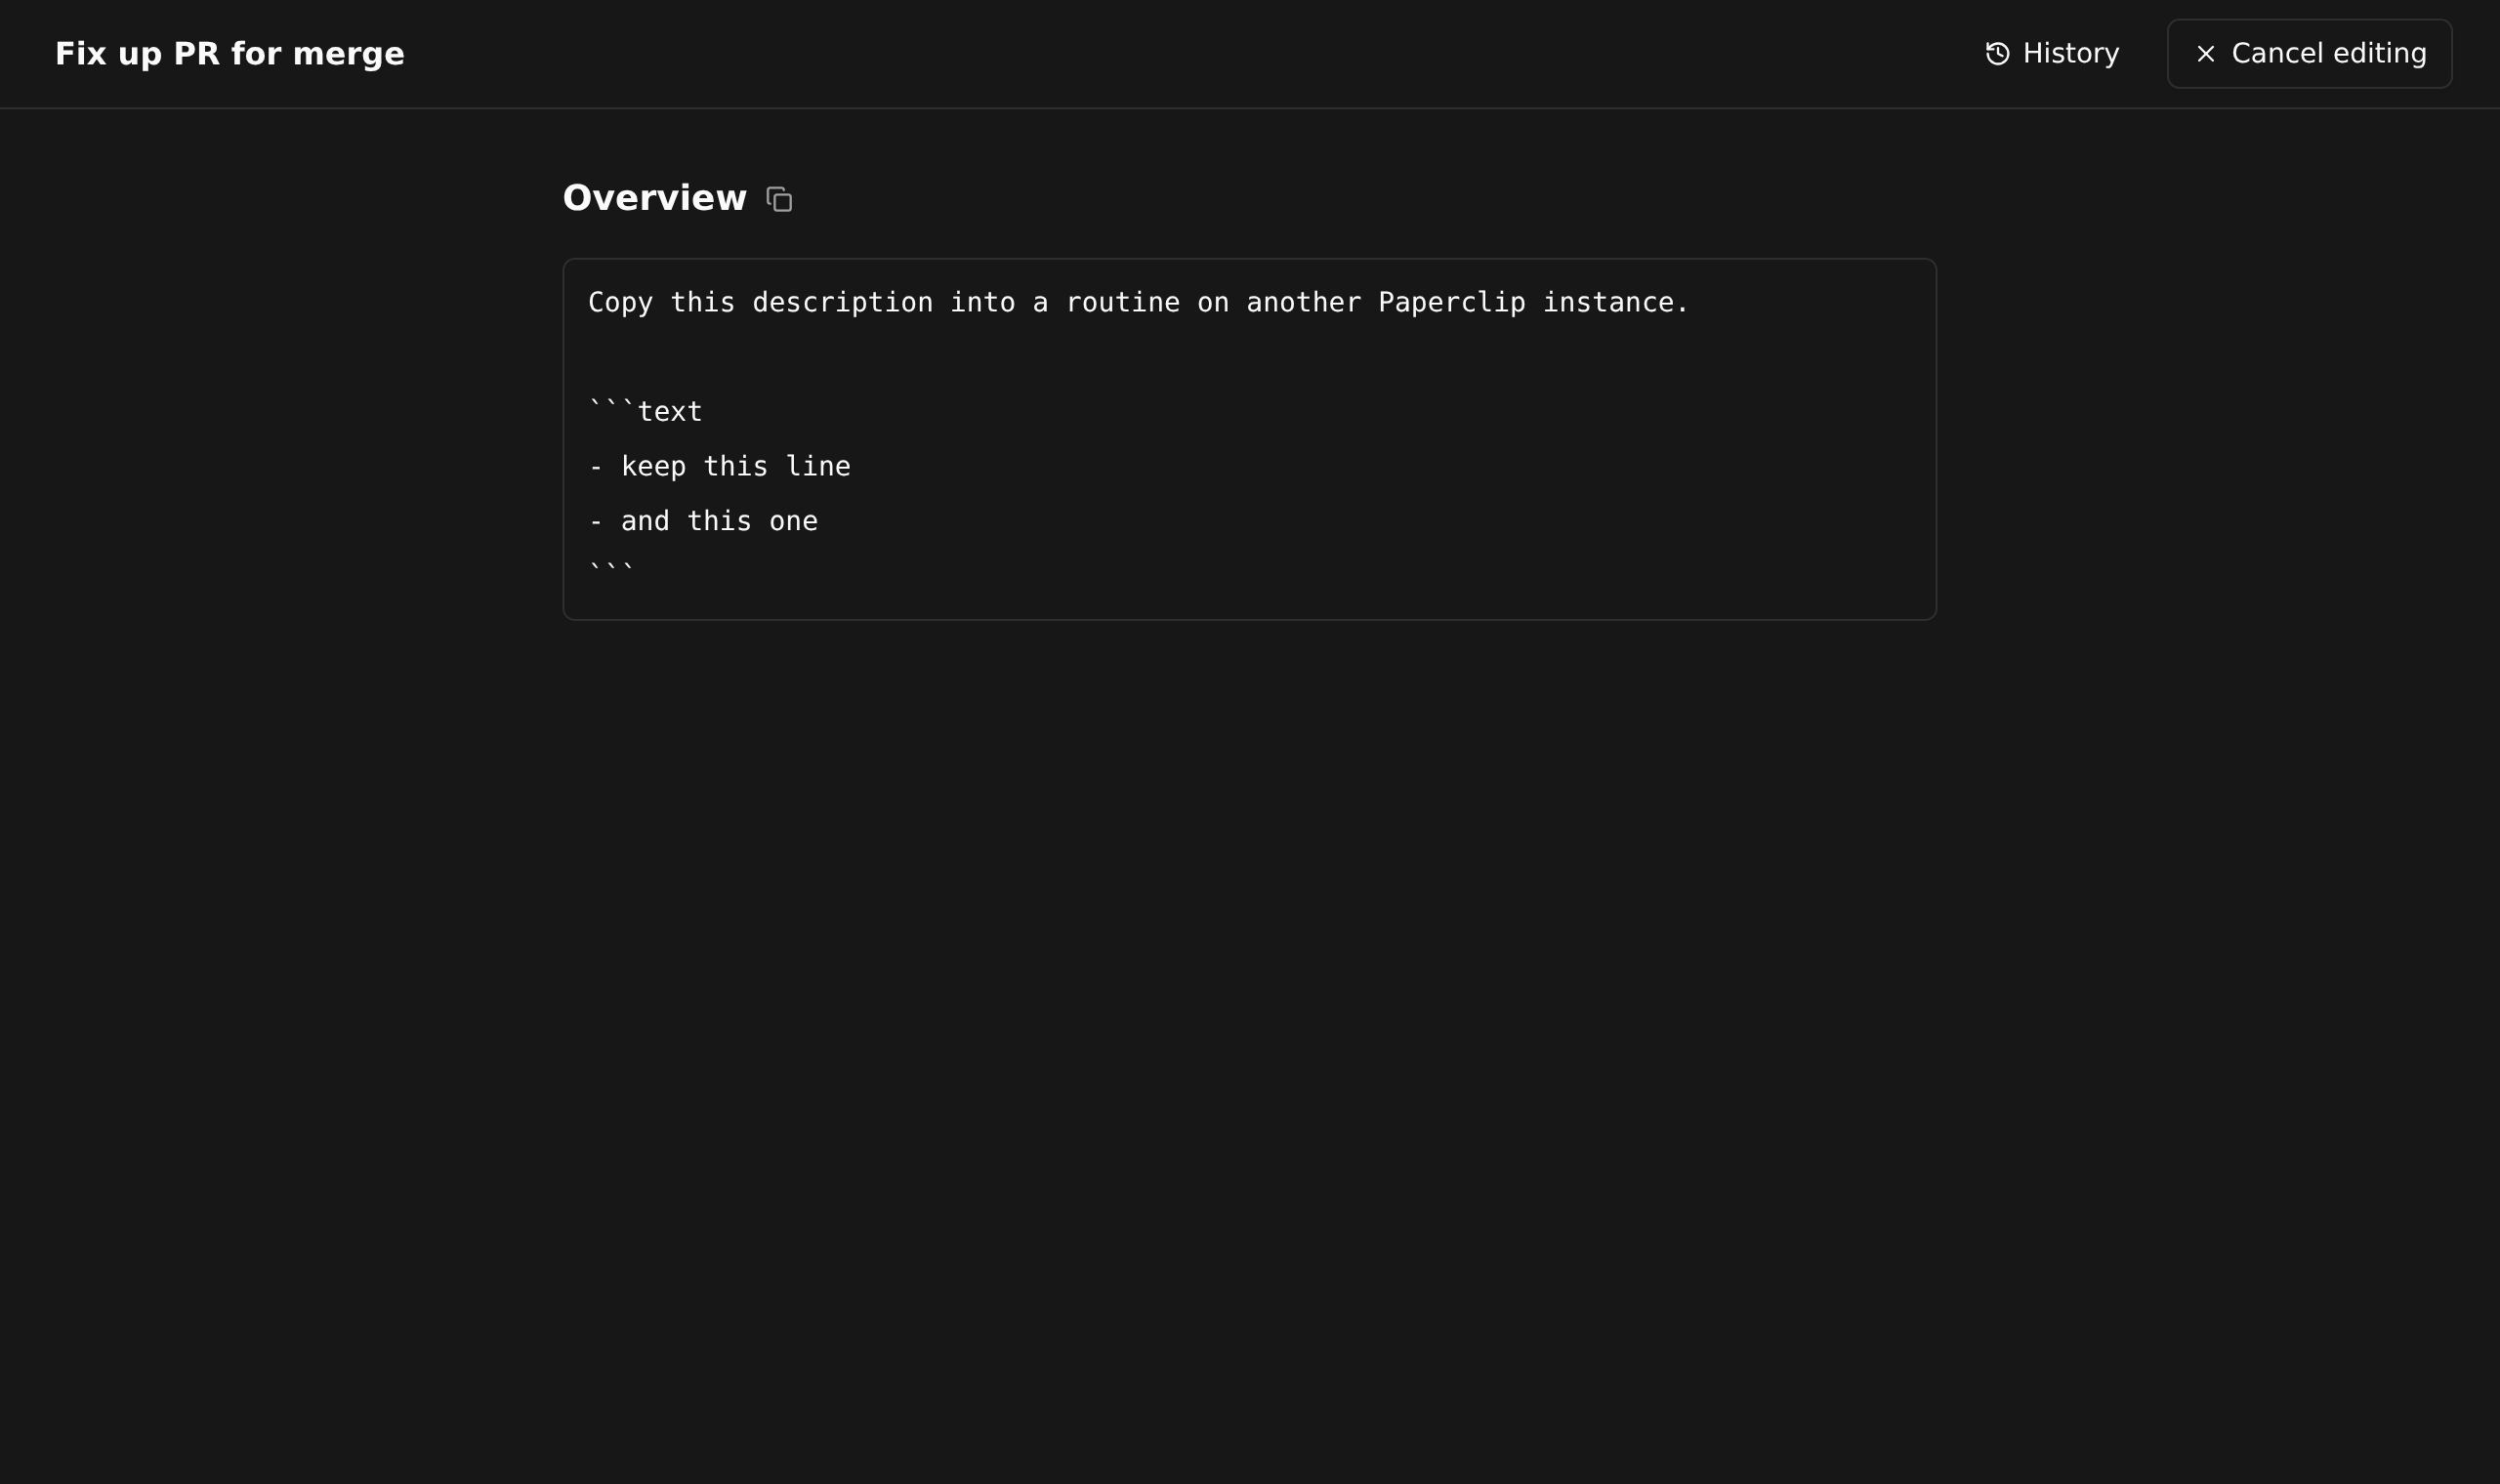 Fix up PR for merge
History
Cancel editing
Overview
Copy this description into a routine on another Paperclip instance.
```text
- keep this line
- and this one
```